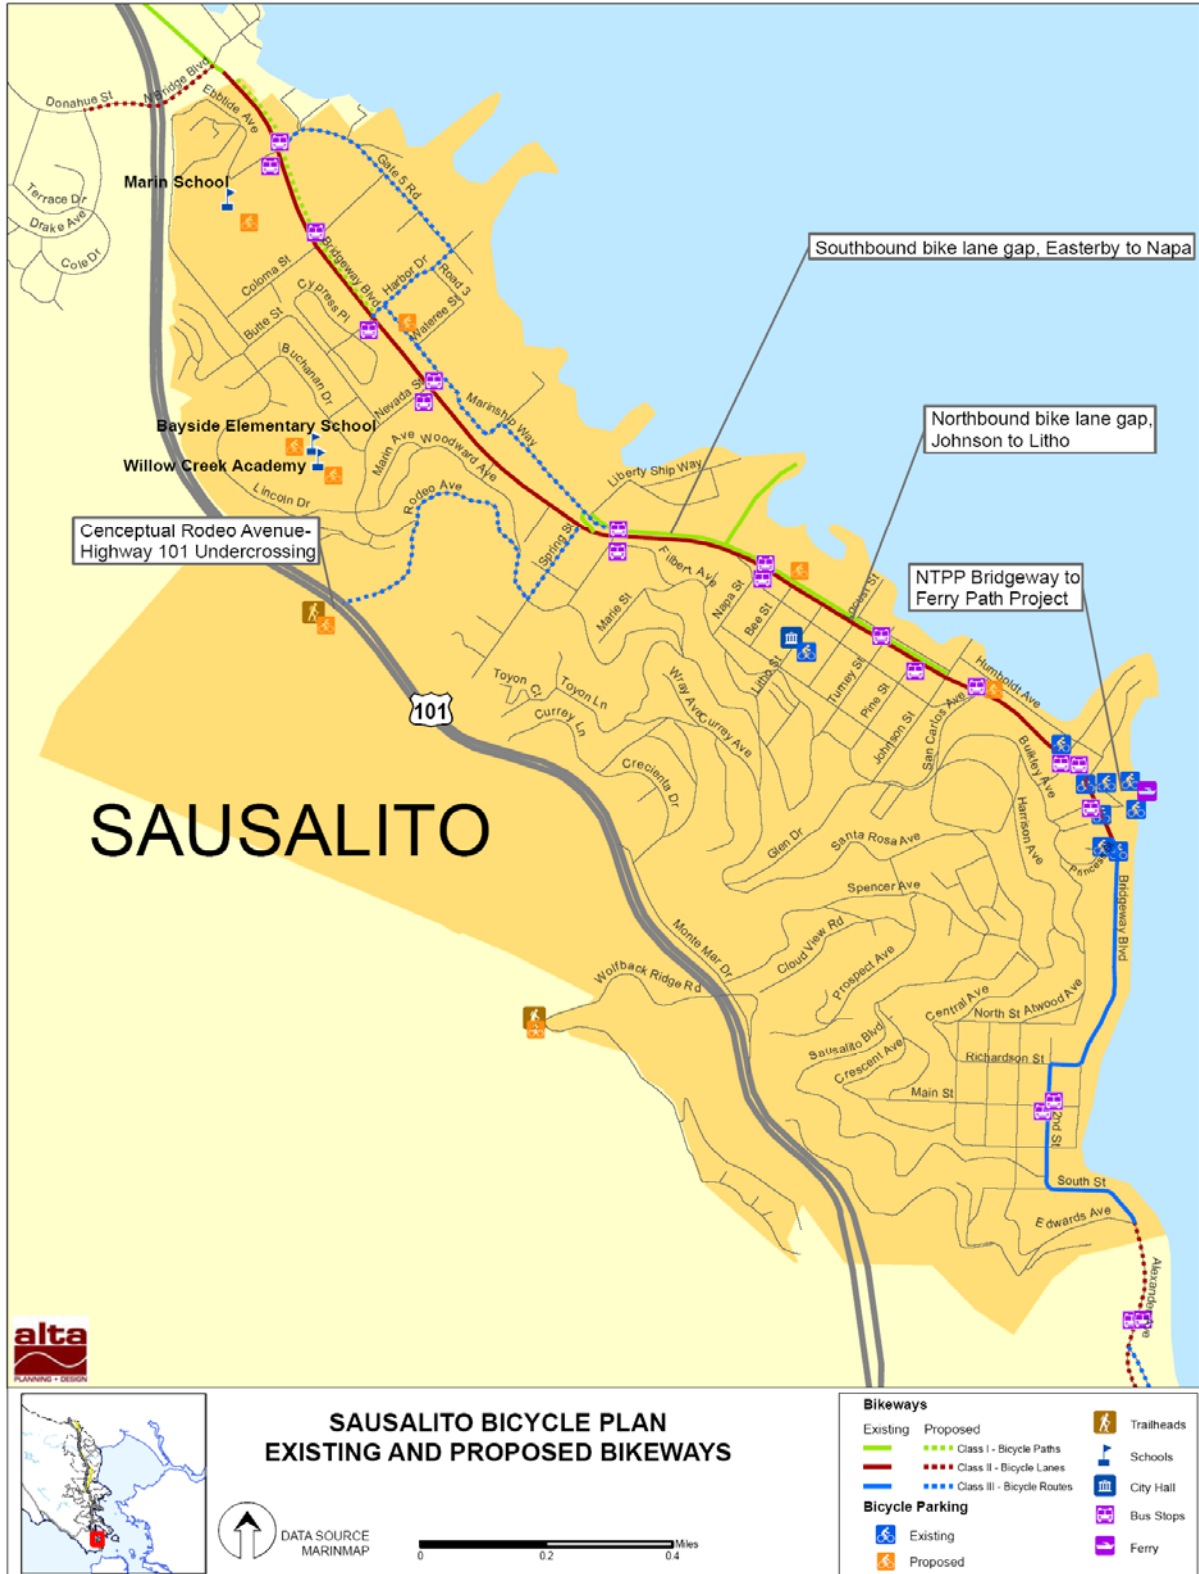 Donahue St
N Bridge Blvd
Ebbtide Ave
Marin School
Terrace Dr
Drake Ave
Cole Dr
Gate 5 Rd
Bridgeway Blvd
Harbor Dr
Road 3
Coloma St
Cypress Pl
Butte St
Waleree St
Buchanan Dr
Nevada St
Marinship Way
Southbound bike lane gap, Easterby to Napa
Northbound bike lane gap,
Johnson to Litho
Bayside Elementary School
Willow Creek Academy
Marin Ave
Woodward Ave
Lincoln Dr
Rodeo Ave
Liberty Ship Way
Cenceptual Rodeo Avenue-
Highway 101 Undercrossing
Spring St
Filbert Ave
NTPP Bridgeway to
Ferry Path Project
Marie St
Napa St
Bee St
Locust St
Litho St
Turney St
Pine St
Johnson St
San Carlos Ave
Humboldt Ave
Toyon Ct
Toyon Ln
Wray Ave
Currey Ave
Currey Ln
Crecienta Dr
101
Bulkley Ave
Harrison Ave
SAUSALITO
Glen Dr
Santa Rosa Ave
Princess
Spencer Ave
Bridgeway Blvd
Monte Mar Dr
Cloud View Rd
Prospect Ave
Wolfback Ridge Rd
Central Ave
North St
Atwood Ave
Sausalito Blvd
Crescent Ave
Richardson St
Main St
2nd St
South St
Edwards Ave
Alexander Ave
alta
PLANNING + DESIGN
SAUSALITO BICYCLE PLAN
EXISTING AND PROPOSED BIKEWAYS
DATA SOURCE
MARINMAP
0 0.2 0.4
Miles
Bikeways
Existing Proposed
Class I - Bicycle Paths
Class II - Bicycle Lanes
Class III - Bicycle Routes
Bicycle Parking
Existing
Proposed
Trailheads
Schools
City Hall
Bus Stops
Ferry